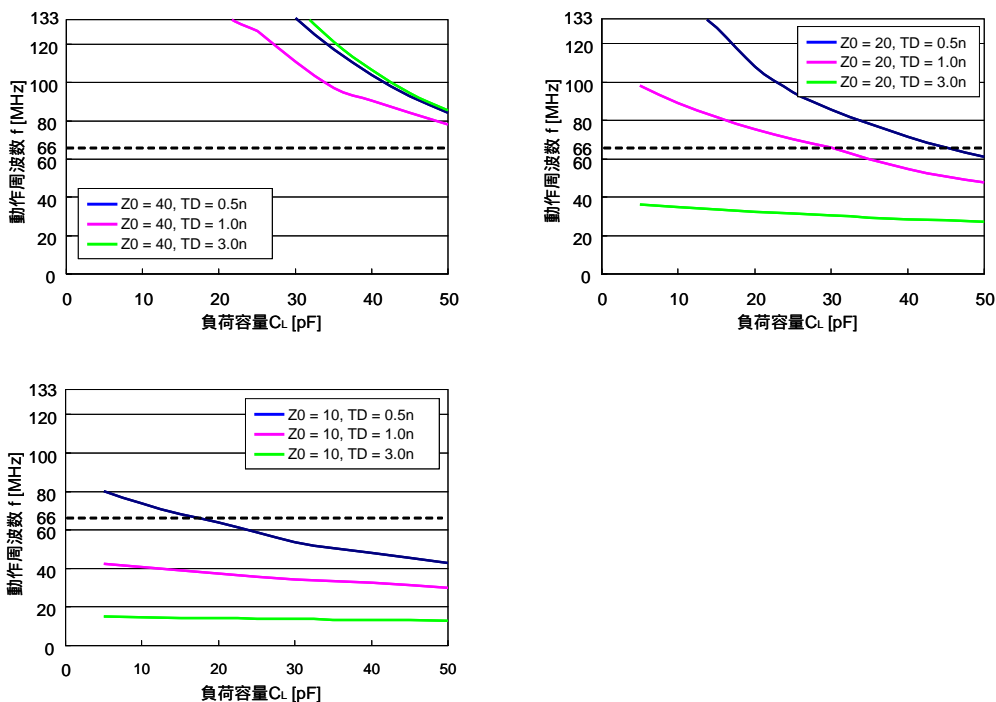 133
120
100
80
66
60
40
20
0
動作周波数 f [MHz]
Z0 = 40, TD = 0.5n
Z0 = 40, TD = 1.0n
Z0 = 40, TD = 3.0n
0 10 20 30 40 50
負荷容量CL [pF]
133
120
100
80
66
60
40
20
0
動作周波数 f [MHz]
Z0 = 20, TD = 0.5n
Z0 = 20, TD = 1.0n
Z0 = 20, TD = 3.0n
0 10 20 30 40 50
負荷容量CL [pF]
133
120
100
80
66
60
40
20
0
動作周波数 f [MHz]
Z0 = 10, TD = 0.5n
Z0 = 10, TD = 1.0n
Z0 = 10, TD = 3.0n
0 10 20 30 40 50
負荷容量CL [pF]